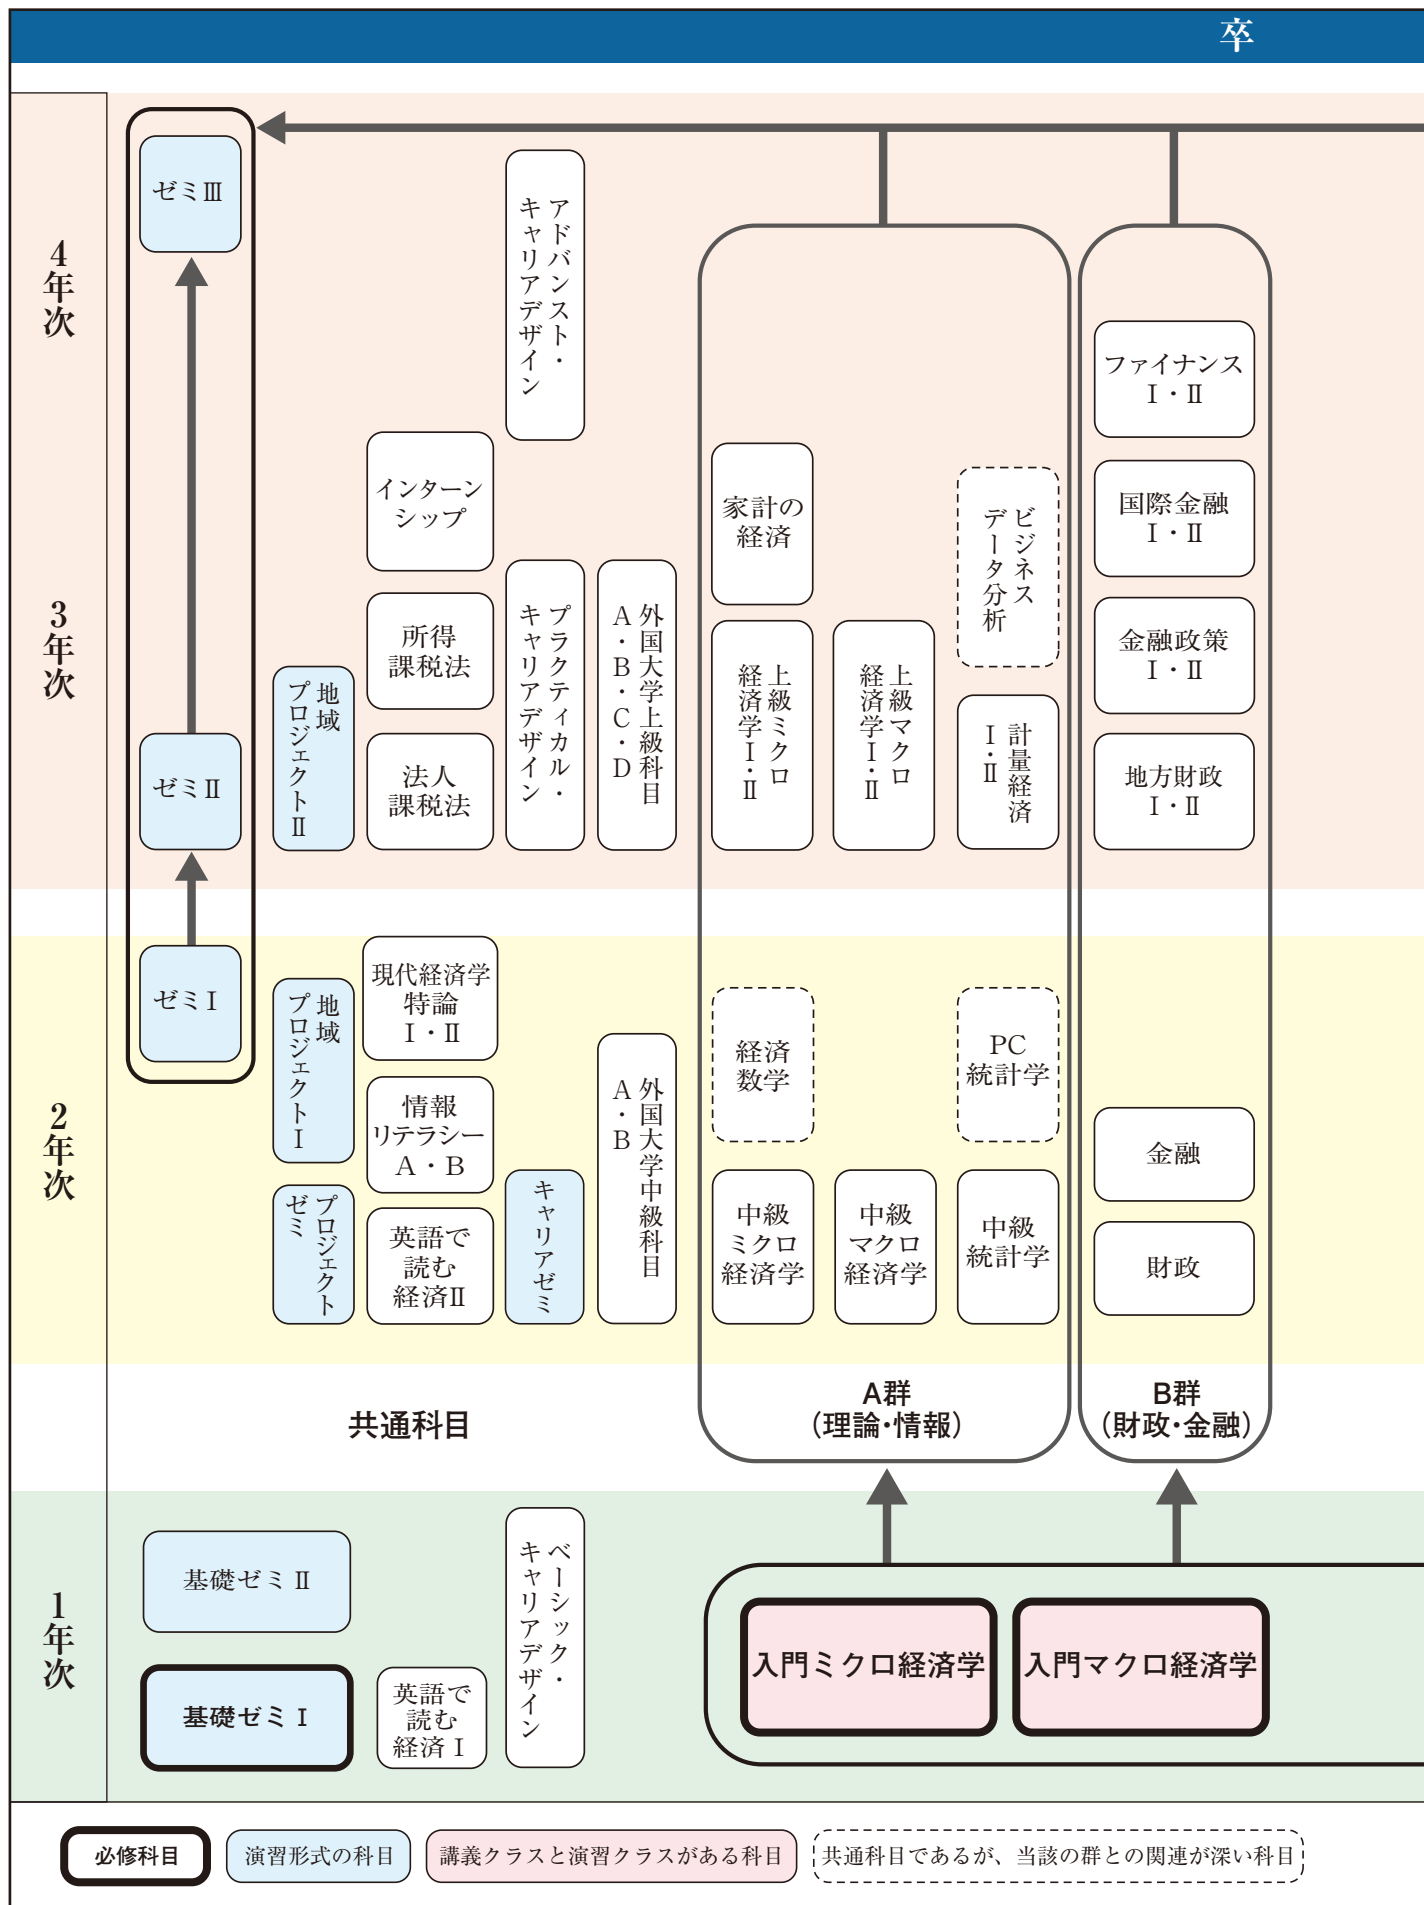 卒
4年次
3年次
2年次
1年次
ゼミⅢ
ゼミⅡ
ゼミⅠ
アドバンスト・
キャリアデザイン
インターン
シップ
所得
課税法
法人
課税法
地域
プロジェクトⅡ
プラクティカル・
キャリアデザイン
外国大学上級科目
A・B・C・D
家計の
経済
上級ミクロ
経済学Ⅰ・Ⅱ
上級マクロ
経済学Ⅰ・Ⅱ
ビジネス
データ分析
計量経済
Ⅰ・Ⅱ
ファイナンス
Ⅰ・Ⅱ
国際金融
Ⅰ・Ⅱ
金融政策
Ⅰ・Ⅱ
地方財政
Ⅰ・Ⅱ
地域
プロジェクトⅠ
プロジェクト
ゼミ
現代経済学
特論
Ⅰ・Ⅱ
情報
リテラシー
A・B
英語で
読む
経済Ⅱ
キャリアゼミ
外国大学中級科目
A・B
経済
数学
PC
統計学
中級
ミクロ
経済学
中級
マクロ
経済学
中級
統計学
金融
財政
共通科目
A群
(理論・情報)
B群
(財政・金融)
基礎ゼミ Ⅱ
基礎ゼミ Ⅰ
英語で
読む
経済 Ⅰ
ベーシック・
キャリアデザイン
入門ミクロ経済学
入門マクロ経済学
必修科目
演習形式の科目
講義クラスと演習クラスがある科目
共通科目であるが、当該の群との関連が深い科目